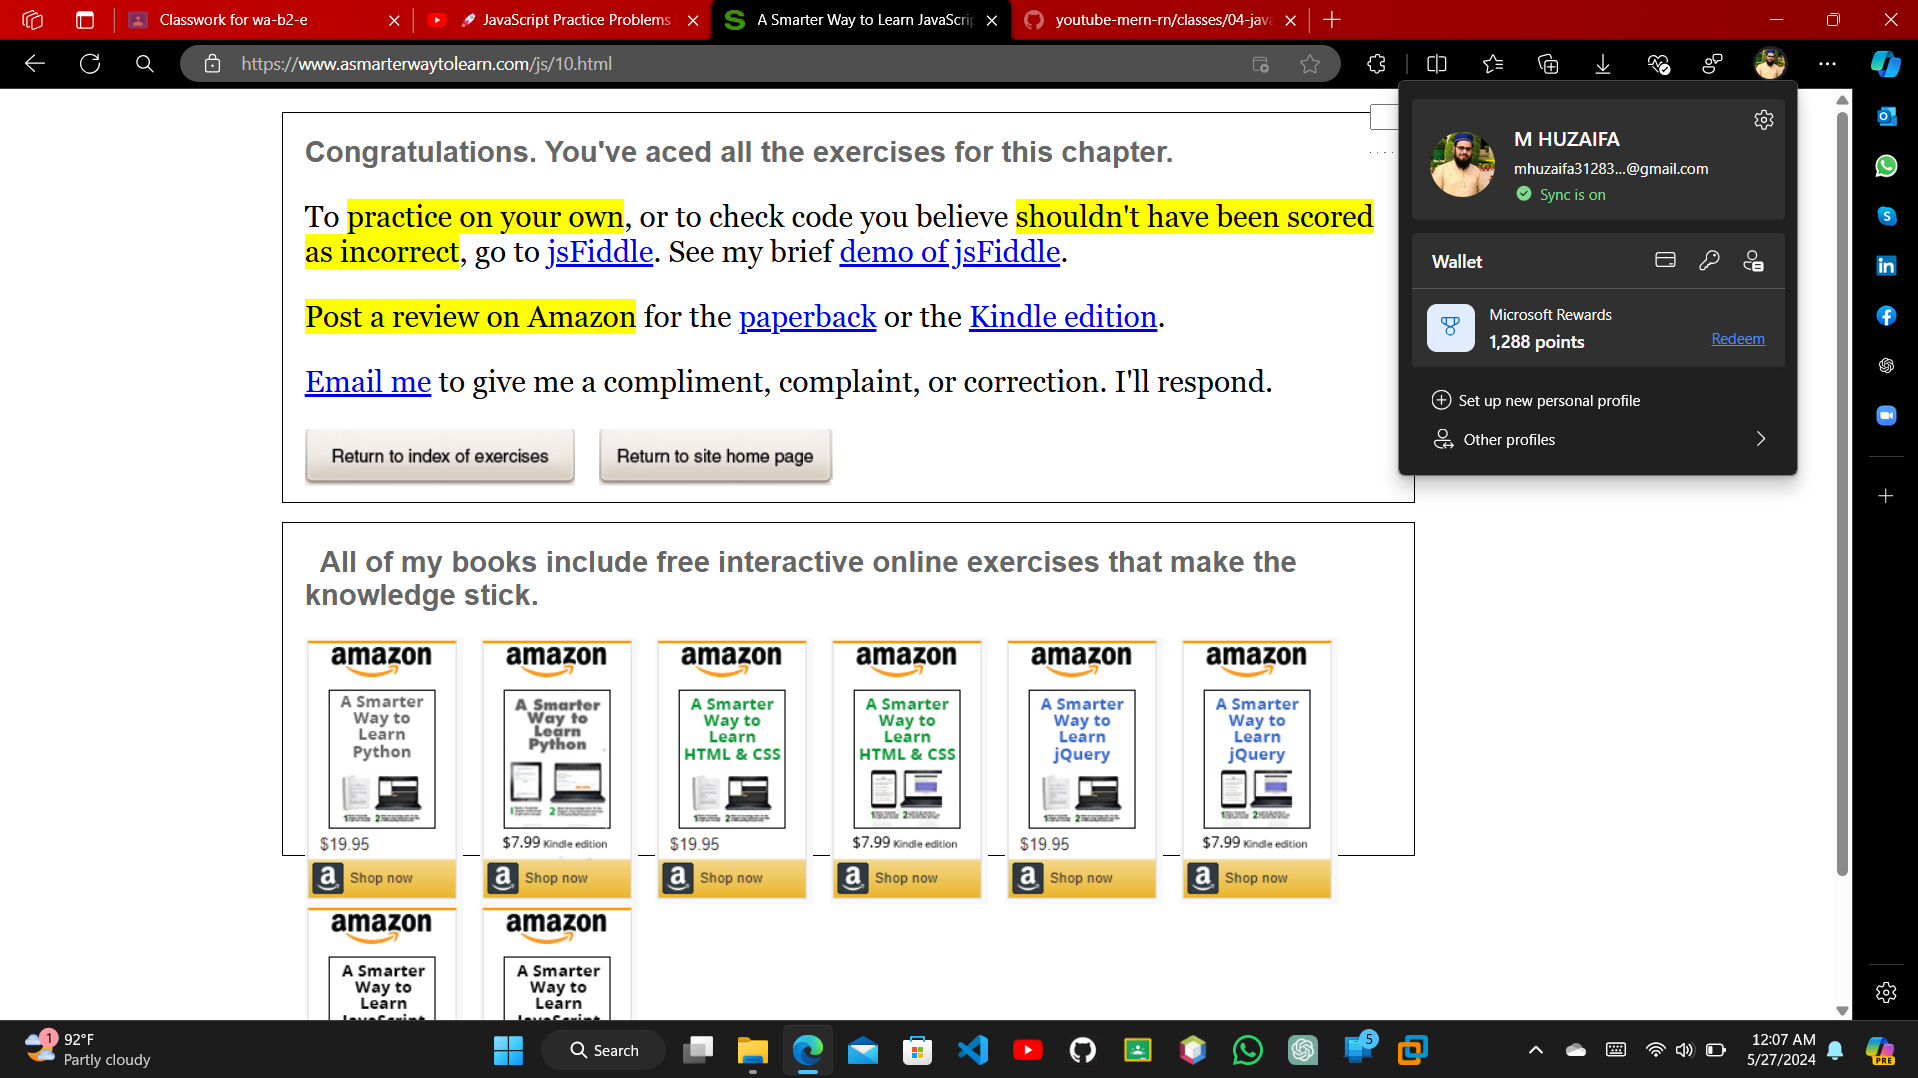 Classwork for wa-b2-e
🚀 JavaScript Practice Problems
A Smarter Way to Learn JavaScrip
youtube-mern-rn/classes/04-java
https://www.asmarterwaytolearn.com/js/10.html
Congratulations. You've aced all the exercises for this chapter.
To practice on your own, or to check code you believe shouldn't have been scored
as incorrect, go to jsFiddle. See my brief demo of jsFiddle.
Post a review on Amazon for the paperback or the Kindle edition.
Email me to give me a compliment, complaint, or correction. I'll respond.
Return to index of exercises
Return to site home page
M HUZAIFA
mhuzaifa31283...@gmail.com
Sync is on
Wallet
Microsoft Rewards
1,288 points
Redeem
Set up new personal profile
Other profiles
All of my books include free interactive online exercises that make the
knowledge stick.
amazon
A Smarter
Way to
Learn
Python
$19.95
Shop now
amazon
A Smarter
Way to
Learn
Python
$7.99 Kindle edition
Shop now
amazon
A Smarter
Way to
Learn
HTML & CSS
$19.95
Shop now
amazon
A Smarter
Way to
Learn
HTML & CSS
$7.99 Kindle edition
Shop now
amazon
A Smarter
Way to
Learn
jQuery
$19.95
Shop now
amazon
A Smarter
Way to
Learn
jQuery
$7.99 Kindle edition
Shop now
amazon
A Smarter
Way to
Learn
JavaScript
amazon
A Smarter
Way to
Learn
JavaScript
1
92°F
Partly cloudy
Search
5
12:07 AM
5/27/2024
PRE